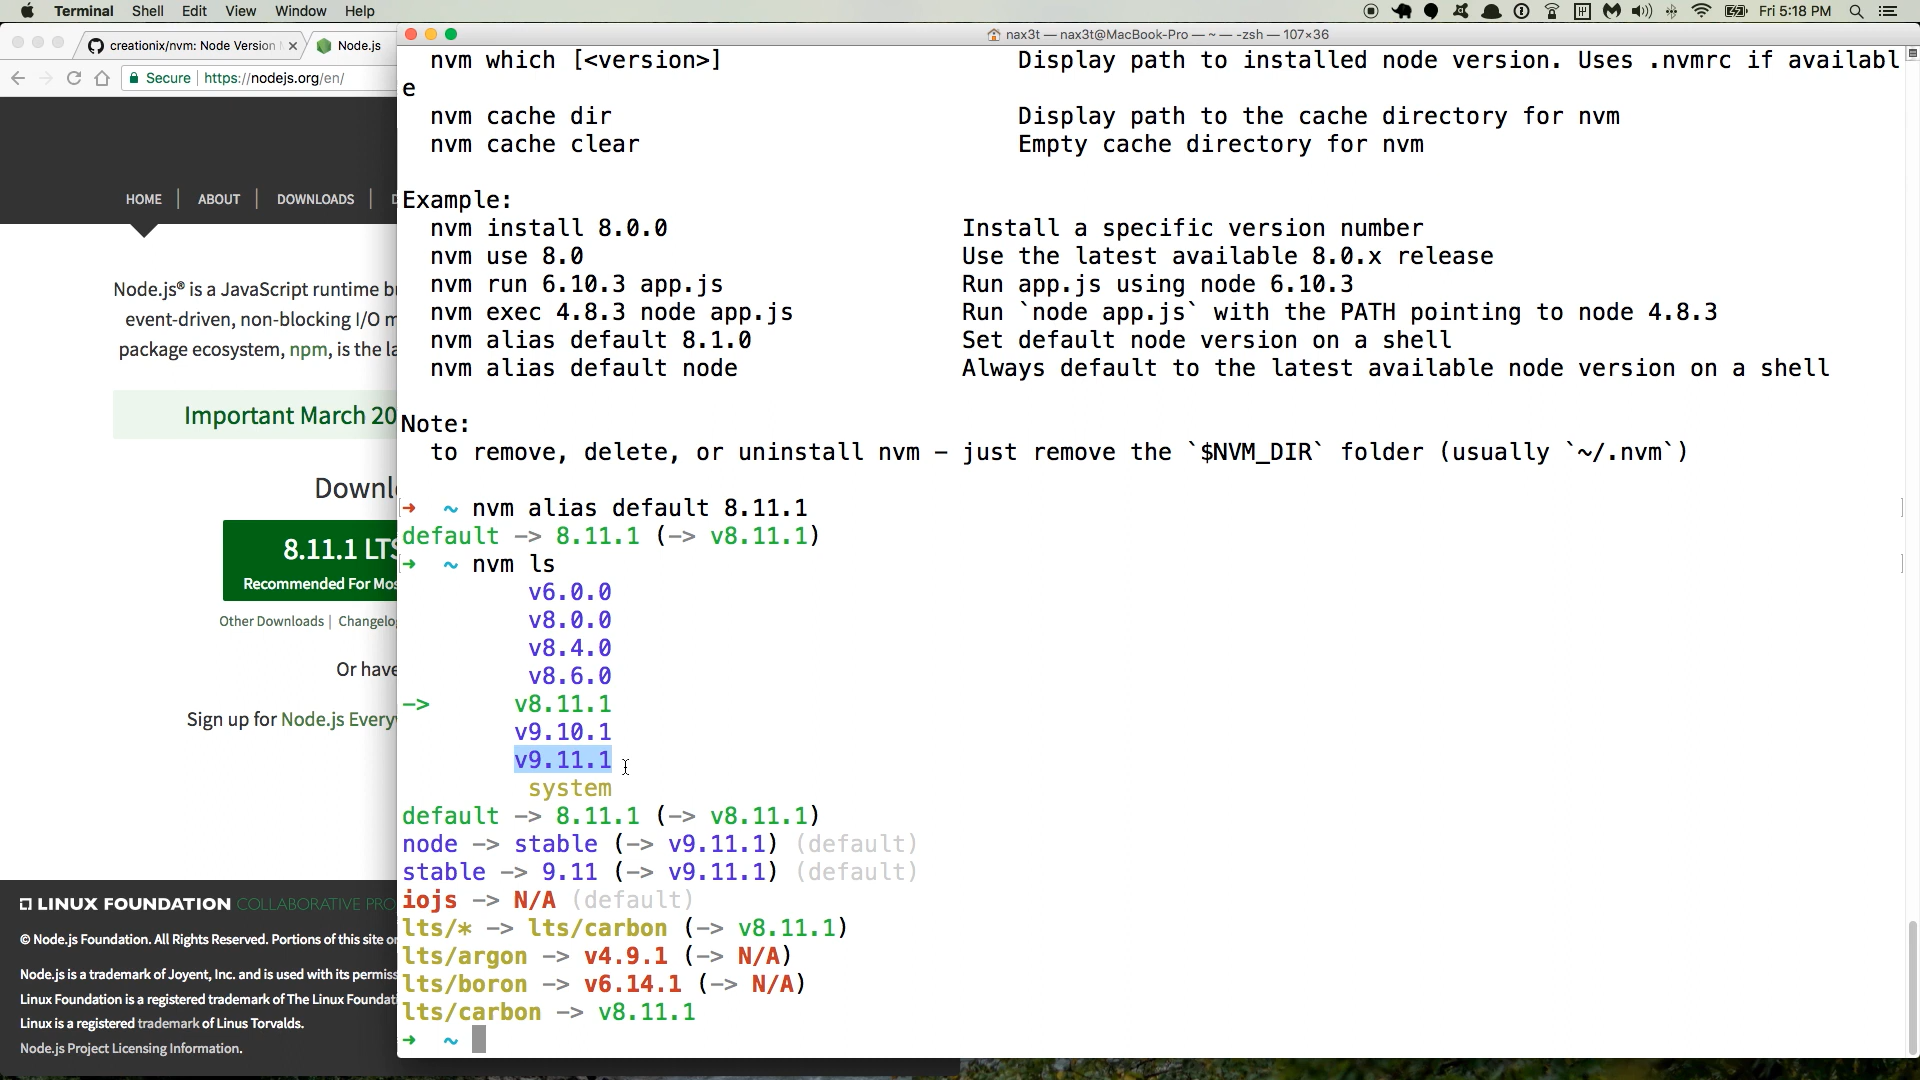 Terminal Shell Edit View Window Help
Fri 5:18 PM
creationix/nvm: Node Version
Node.js
nax3t — nax3t@MacBook-Pro — ~ — -zsh — 107×36
Secure https://nodejs.org/en/
HOME ABOUT DOWNLOADS
Node.js® is a JavaScript runtime b
event-driven, non-blocking I/O m
package ecosystem, npm, is the la
Important March 20
Downl
8.11.1 LTS
Recommended For Mos
Other Downloads | Changelo
Or have
Sign up for Node.js Every
LINUX FOUNDATION COLLABORATIVE PRO
© Node.js Foundation. All Rights Reserved. Portions of this site o
Node.js is a trademark of Joyent, Inc. and is used with its permis
Linux Foundation is a registered trademark of The Linux Foundat
Linux is a registered trademark of Linus Torvalds.
Node.js Project Licensing Information.
nvm which [<version>] Display path to installed node version. Uses .nvmrc if availabl
e
nvm cache dir Display path to the cache directory for nvm
nvm cache clear Empty cache directory for nvm
Example:
nvm install 8.0.0 Install a specific version number
nvm use 8.0 Use the latest available 8.0.x release
nvm run 6.10.3 app.js Run app.js using node 6.10.3
nvm exec 4.8.3 node app.js Run `node app.js` with the PATH pointing to node 4.8.3
nvm alias default 8.1.0 Set default node version on a shell
nvm alias default node Always default to the latest available node version on a shell
Note:
to remove, delete, or uninstall nvm – just remove the `$NVM_DIR` folder (usually `~/.nvm`)
➜ ~ nvm alias default 8.11.1
default -> 8.11.1 (-> v8.11.1)
➜ ~ nvm ls
v6.0.0
v8.0.0
v8.4.0
v8.6.0
-> v8.11.1
v9.10.1
v9.11.1
system
default -> 8.11.1 (-> v8.11.1)
node -> stable (-> v9.11.1) (default)
stable -> 9.11 (-> v9.11.1) (default)
iojs -> N/A (default)
lts/* -> lts/carbon (-> v8.11.1)
lts/argon -> v4.9.1 (-> N/A)
lts/boron -> v6.14.1 (-> N/A)
lts/carbon -> v8.11.1
➜ ~